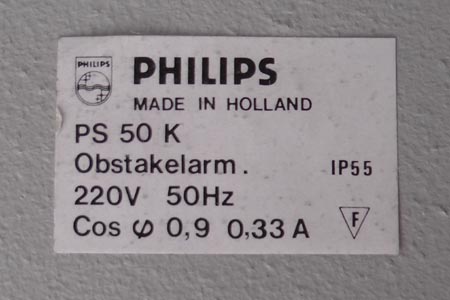 PHILIPS
PHILIPS
MADE IN HOLLAND
PS 50 K
Obstakelarm. IP55
220V 50Hz
Cos φ 0,9 0,33 A F